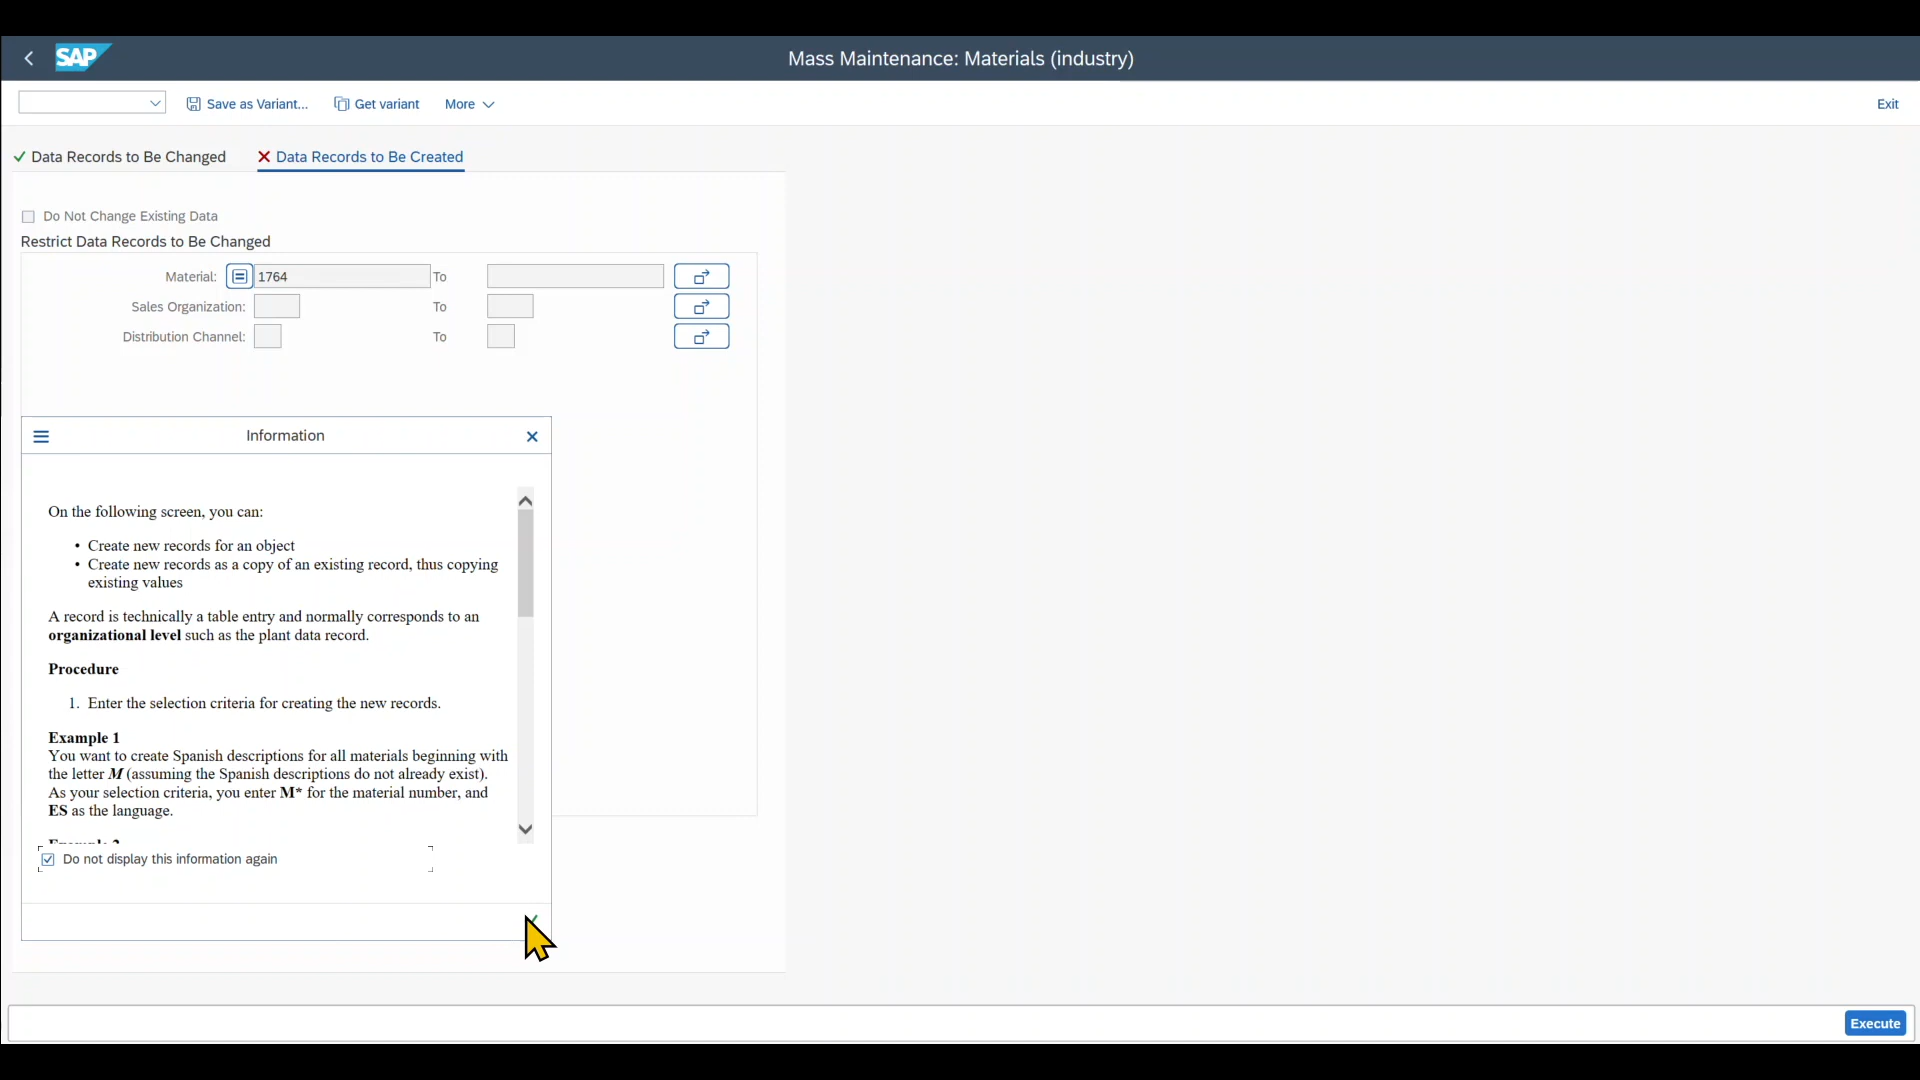 SAP
Mass Maintenance: Materials (industry)
Save as Variant...
Get variant
More
Exit
Data Records to Be Changed
Data Records to Be Created
Do Not Change Existing Data
Restrict Data Records to Be Changed
Material:
1764
To
Sales Organization:
To
Distribution Channel:
To
Information
On the following screen, you can:
• Create new records for an object
• Create new records as a copy of an existing record, thus copying
existing values
A record is technically a table entry and normally corresponds to an
organizational level such as the plant data record.
Procedure
1. Enter the selection criteria for creating the new records.
Example 1
You want to create Spanish descriptions for all materials beginning with
the letter M (assuming the Spanish descriptions do not already exist).
As your selection criteria, you enter M* for the material number, and
ES as the language.
Do not display this information again
Execute